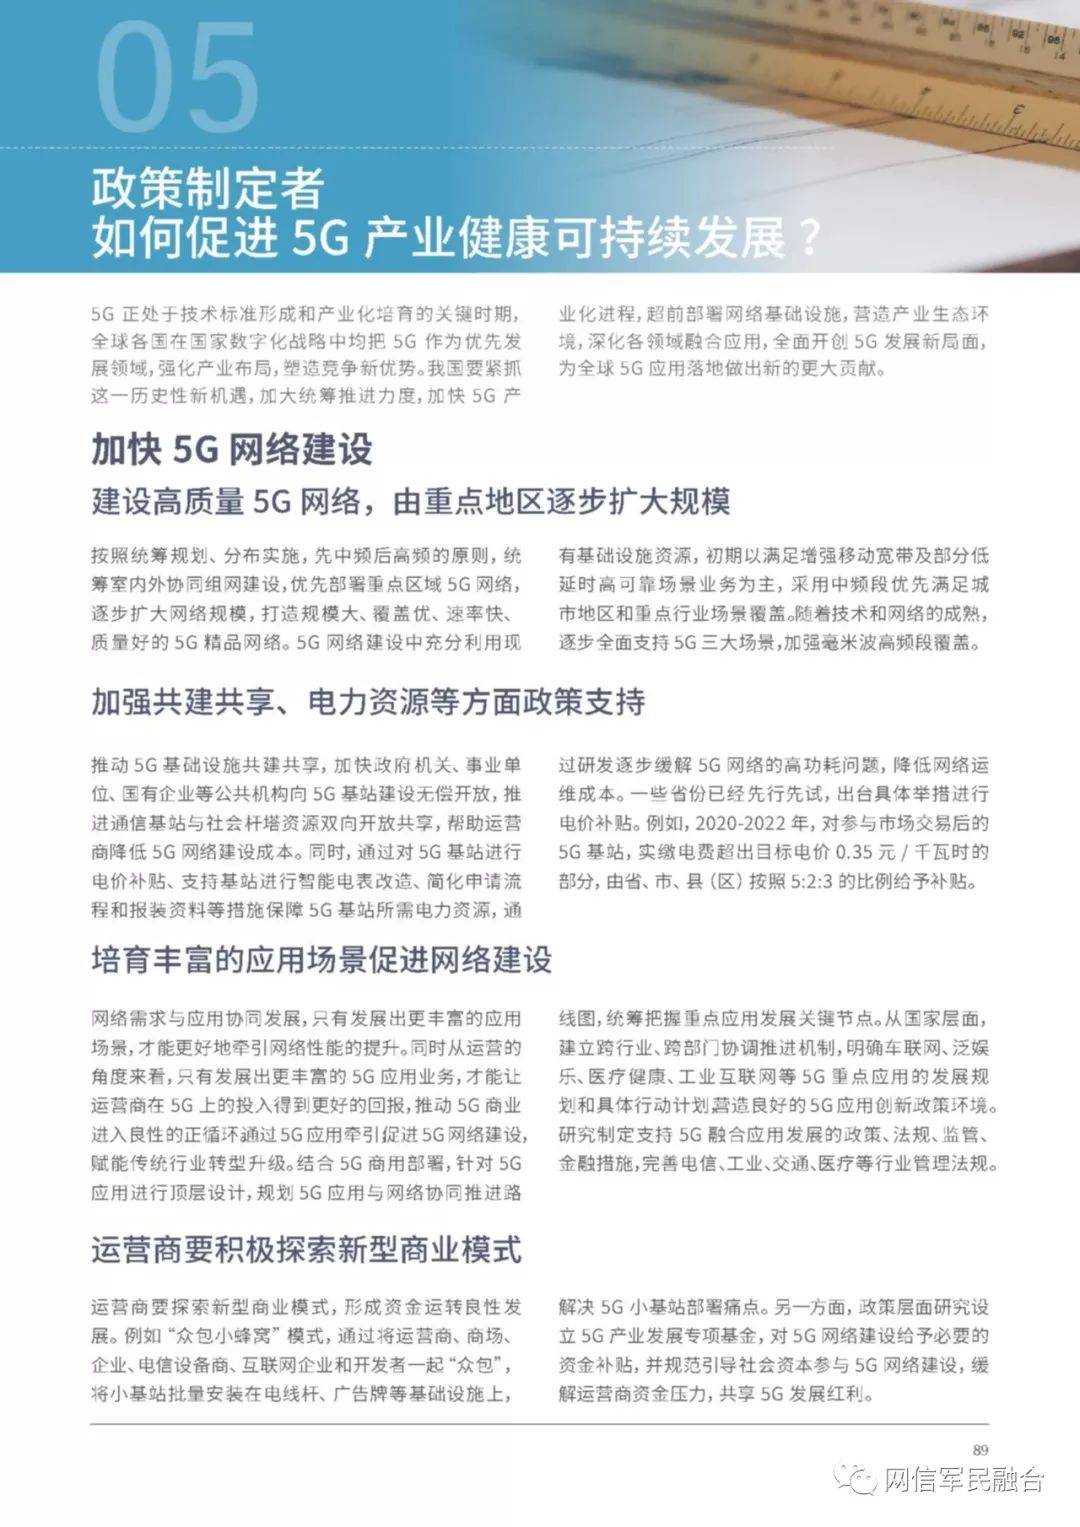 05
政策制定者
如何促进 5G 产业健康可持续发展？
5G 正处于技术标准形成和产业化培育的关键时期，
全球各国在国家数字化战略中均把 5G 作为优先发
展领域，强化产业布局，塑造竞争新优势。我国要紧抓
这一历史性新机遇，加大统筹推进力度，加快 5G 产
业化进程，超前部署网络基础设施，营造产业生态环
境，深化各领域融合应用，全面开创 5G 发展新局面，
为全球 5G 应用落地做出新的更大贡献。
加快 5G 网络建设
建设高质量 5G 网络，由重点地区逐步扩大规模
按照统筹规划、分布实施，先中频后高频的原则，统
筹室内外协同组网建设，优先部署重点区域 5G 网络，
逐步扩大网络规模，打造规模大、覆盖优、速率快、
质量好的 5G 精品网络。5G 网络建设中充分利用现
有基础设施资源，初期以满足增强移动宽带及部分低
延时高可靠场景业务为主，采用中频段优先满足城
市地区和重点行业场景覆盖。随着技术和网络的成熟，
逐步全面支持 5G 三大场景，加强毫米波高频段覆盖。
加强共建共享、电力资源等方面政策支持
推动 5G 基础设施共建共享，加快政府机关、事业单
位、国有企业等公共机构向 5G 基站建设无偿开放，推
进通信基站与社会杆塔资源双向开放共享，帮助运营
商降低 5G 网络建设成本。同时，通过对 5G 基站进行
电价补贴、支持基站进行智能电表改造、简化申请流
程和报装资料等措施保障 5G 基站所需电力资源，通
过研发逐步缓解 5G 网络的高功耗问题，降低网络运
维成本。一些省份已经先行先试，出台具体举措进行
电价补贴。例如，2020-2022 年，对参与市场交易后的
5G 基站，实缴电费超出目标电价 0.35 元 / 千瓦时的
部分，由省、市、县（区）按照 5:2:3 的比例给予补贴。
培育丰富的应用场景促进网络建设
网络需求与应用协同发展，只有发展出更丰富的应用
场景，才能更好地牵引网络性能的提升。同时从运营的
角度来看，只有发展出更丰富的 5G 应用业务，才能让
运营商在 5G 上的投入得到更好的回报，推动 5G 商业
进入良性的正循环。通过 5G 应用牵引，促进 5G 网络建设，
赋能传统行业转型升级。结合 5G 商用部署，针对 5G
应用进行顶层设计，规划 5G 应用与网络协同推进路
线图，统筹把握重点应用发展关键节点。从国家层面，
建立跨行业、跨部门协调推进机制，明确车联网、泛娱
乐、医疗健康、工业互联网等 5G 重点应用的发展规
划和具体行动计划，营造良好的 5G 应用创新政策环境。
研究制定支持 5G 融合应用发展的政策、法规、监管、
金融措施，完善电信、工业、交通、医疗等行业管理法规。
运营商要积极探索新型商业模式
运营商要探索新型商业模式，形成资金运转良性发
展。例如 “众包小蜂窝” 模式，通过将运营商、商场、
企业、电信设备商、互联网企业和开发者一起 “众包”，
将小基站批量安装在电线杆、广告牌等基础设施上，
解决 5G 小基站部署痛点。另一方面，政策层面研究设
立 5G 产业发展专项基金，对 5G 网络建设给予必要的
资金补贴，并规范引导社会资本参与 5G 网络建设，缓
解运营商资金压力，共享 5G 发展红利。
89
网信军民融合